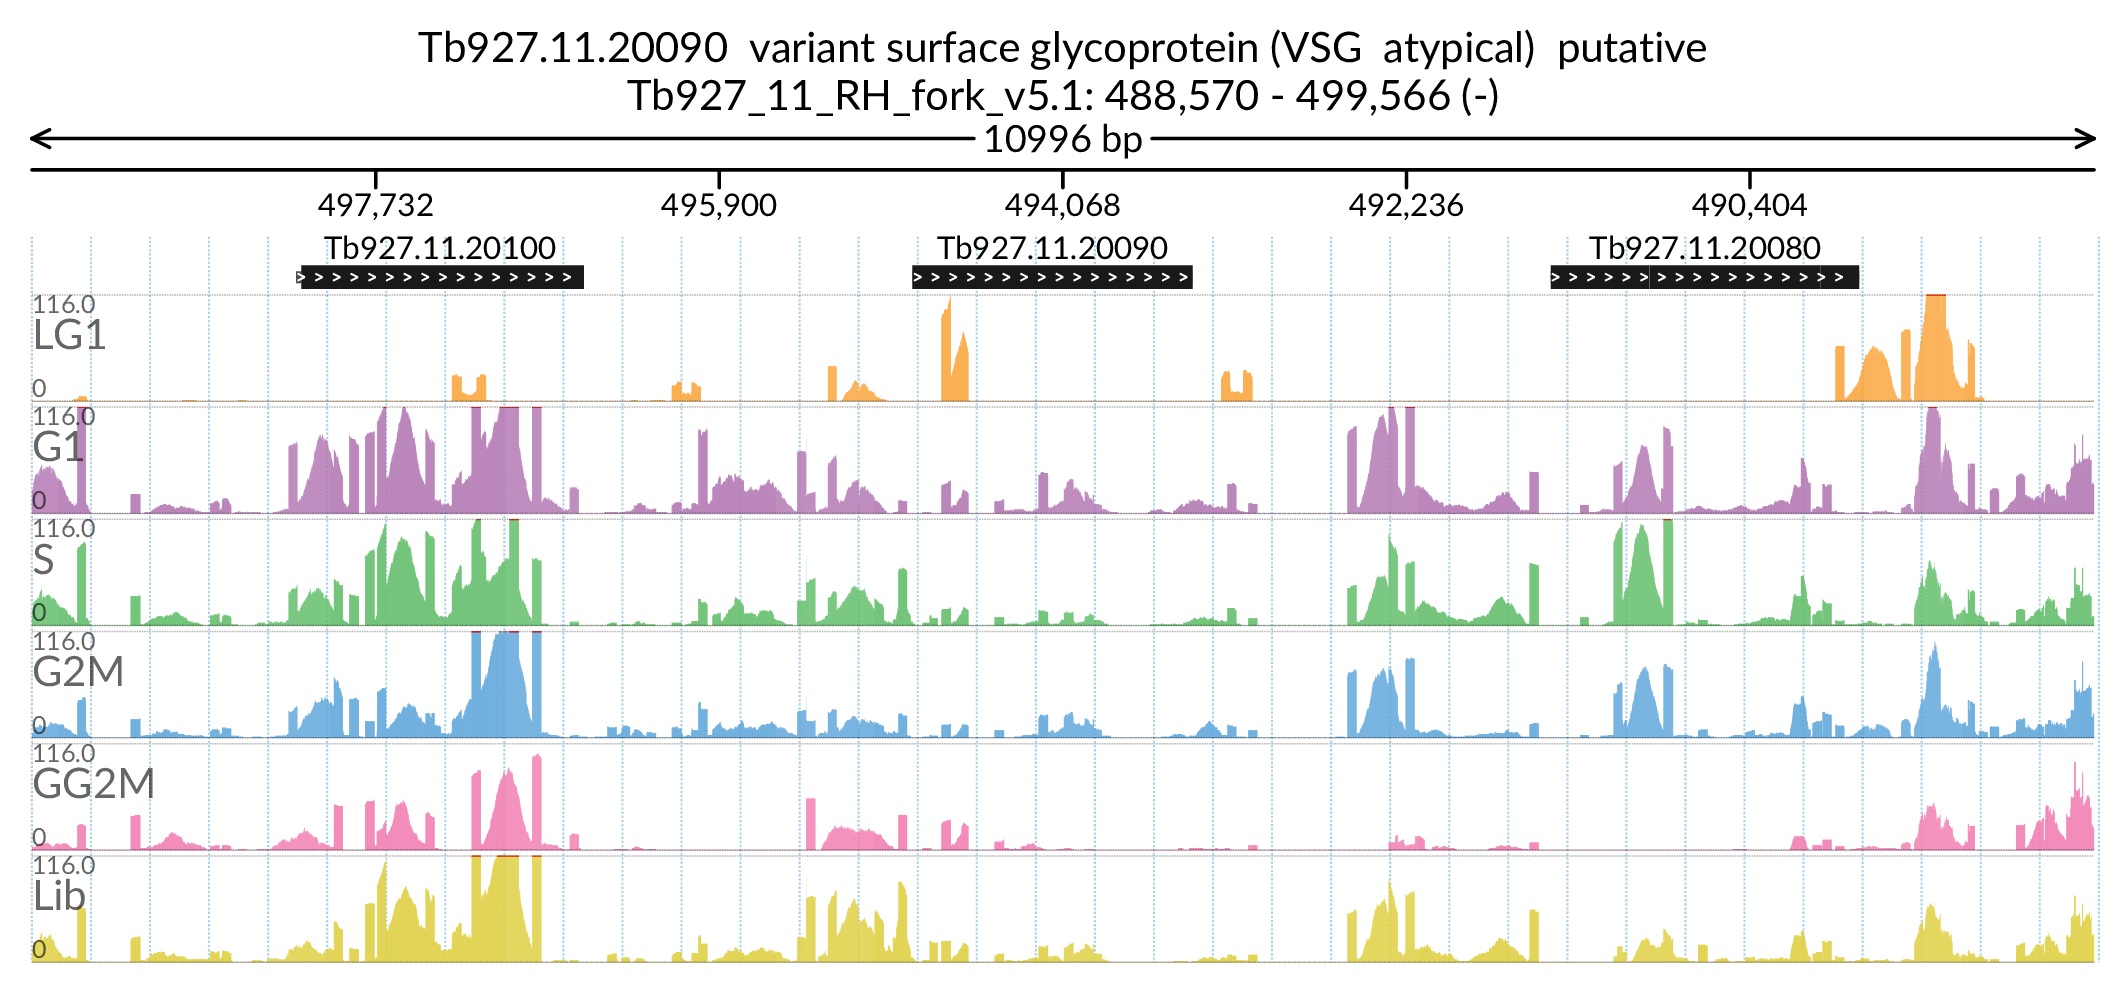 Tb927.11.20090  variant surface glycoprotein (VSG  atypical)  putative
Tb927_11_RH_fork_v5.1: 488,570 - 499,566 (-)
10996 bp
497,732 495,900 494,068 492,236 490,404
Tb927.11.20100 Tb927.11.20090 Tb927.11.20080
116.0
LG1
0
116.0
G1
0
116.0
S
0
116.0
G2M
0
116.0
GG2M
0
116.0
Lib
0